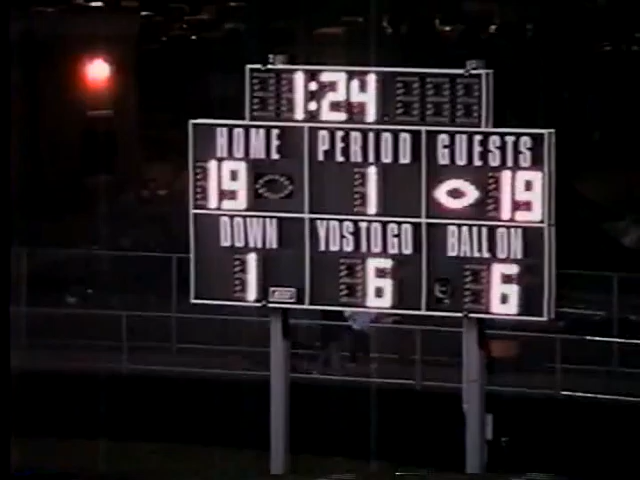 1:24
HOME PERIOD GUESTS
19 1 19
DOWN YDS TO GO BALL ON
1 6 6